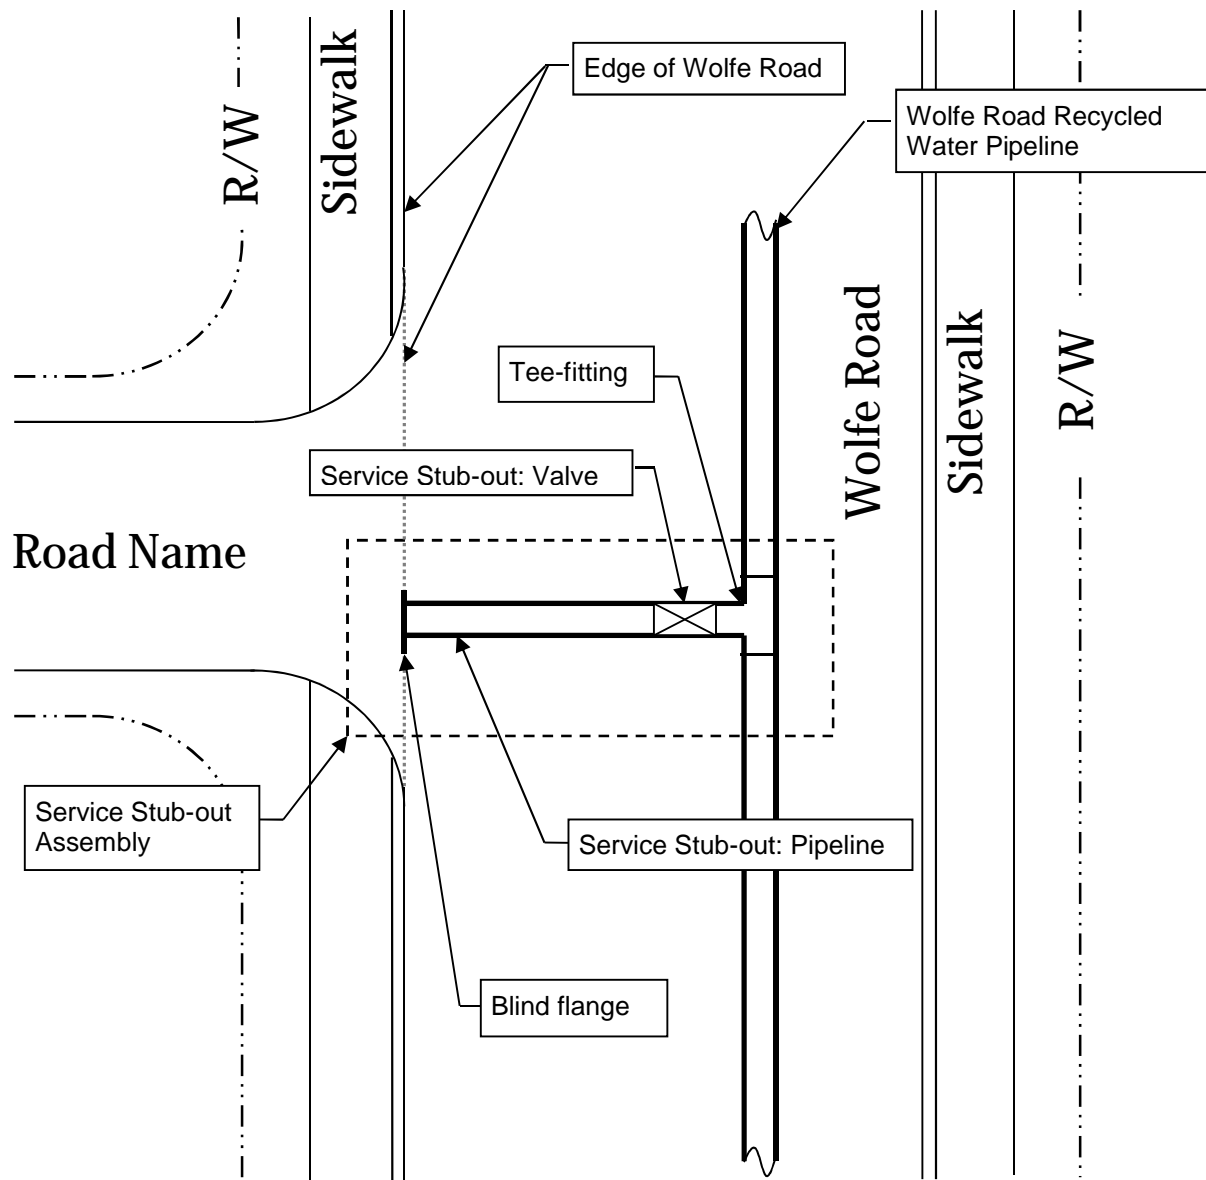 Edge of Wolfe Road
Wolfe Road Recycled
Water Pipeline
R/W
Sidewalk
Tee-fitting
Wolfe Road
Sidewalk
R/W
Service Stub-out: Valve
Road Name
Service Stub-out
Assembly
Service Stub-out: Pipeline
Blind flange